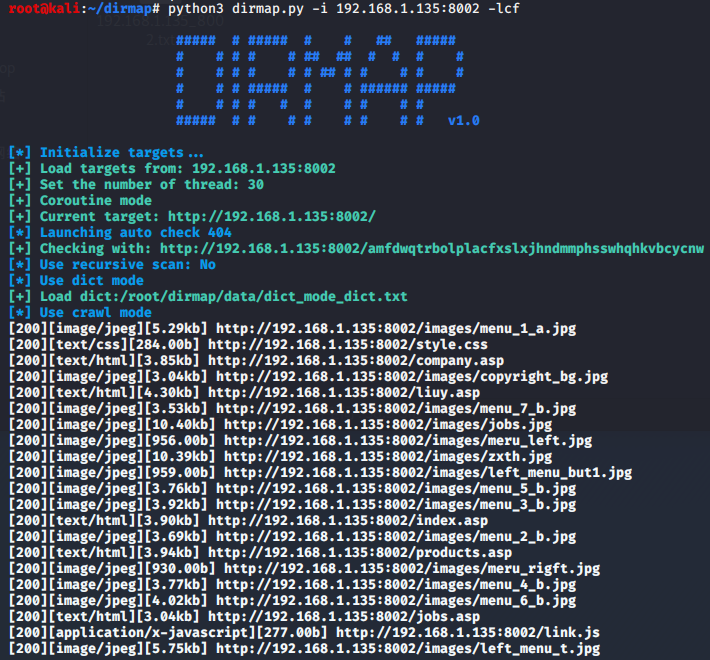 root@kali:~/dirmap# python3 dirmap.py -i 192.168.1.135:8002 -lcf
v1.0
[*] Initialize targets...
[+] Load targets from: 192.168.1.135:8002
[+] Set the number of thread: 30
[+] Coroutine mode
[+] Current target: http://192.168.1.135:8002/
[*] Launching auto check 404
[+] Checking with: http://192.168.1.135:8002/amfdwqtrbolplacfxslxjhndmmphsswhqhkvbcycnw
[*] Use recursive scan: No
[*] Use dict mode
[+] Load dict:/root/dirmap/data/dict_mode_dict.txt
[*] Use crawl mode
[200][image/jpeg][5.29kb] http://192.168.1.135:8002/images/menu_1_a.jpg
[200][text/css][284.00b] http://192.168.1.135:8002/style.css
[200][text/html][3.85kb] http://192.168.1.135:8002/company.asp
[200][image/jpeg][3.04kb] http://192.168.1.135:8002/images/copyright_bg.jpg
[200][text/html][4.30kb] http://192.168.1.135:8002/liuy.asp
[200][image/jpeg][3.53kb] http://192.168.1.135:8002/images/menu_7_b.jpg
[200][image/jpeg][10.40kb] http://192.168.1.135:8002/images/jobs.jpg
[200][image/jpeg][956.00b] http://192.168.1.135:8002/images/meru_left.jpg
[200][image/jpeg][10.39kb] http://192.168.1.135:8002/images/zxth.jpg
[200][image/jpeg][959.00b] http://192.168.1.135:8002/images/left_menu_but1.jpg
[200][image/jpeg][3.76kb] http://192.168.1.135:8002/images/menu_5_b.jpg
[200][image/jpeg][3.92kb] http://192.168.1.135:8002/images/menu_3_b.jpg
[200][text/html][3.90kb] http://192.168.1.135:8002/index.asp
[200][image/jpeg][3.69kb] http://192.168.1.135:8002/images/menu_2_b.jpg
[200][text/html][3.94kb] http://192.168.1.135:8002/products.asp
[200][image/jpeg][930.00b] http://192.168.1.135:8002/images/meru_rigft.jpg
[200][image/jpeg][3.77kb] http://192.168.1.135:8002/images/menu_4_b.jpg
[200][image/jpeg][4.02kb] http://192.168.1.135:8002/images/menu_6_b.jpg
[200][text/html][3.04kb] http://192.168.1.135:8002/jobs.asp
[200][application/x-javascript][277.00b] http://192.168.1.135:8002/link.js
[200][image/jpeg][5.75kb] http://192.168.1.135:8002/images/left_menu_t.jpg